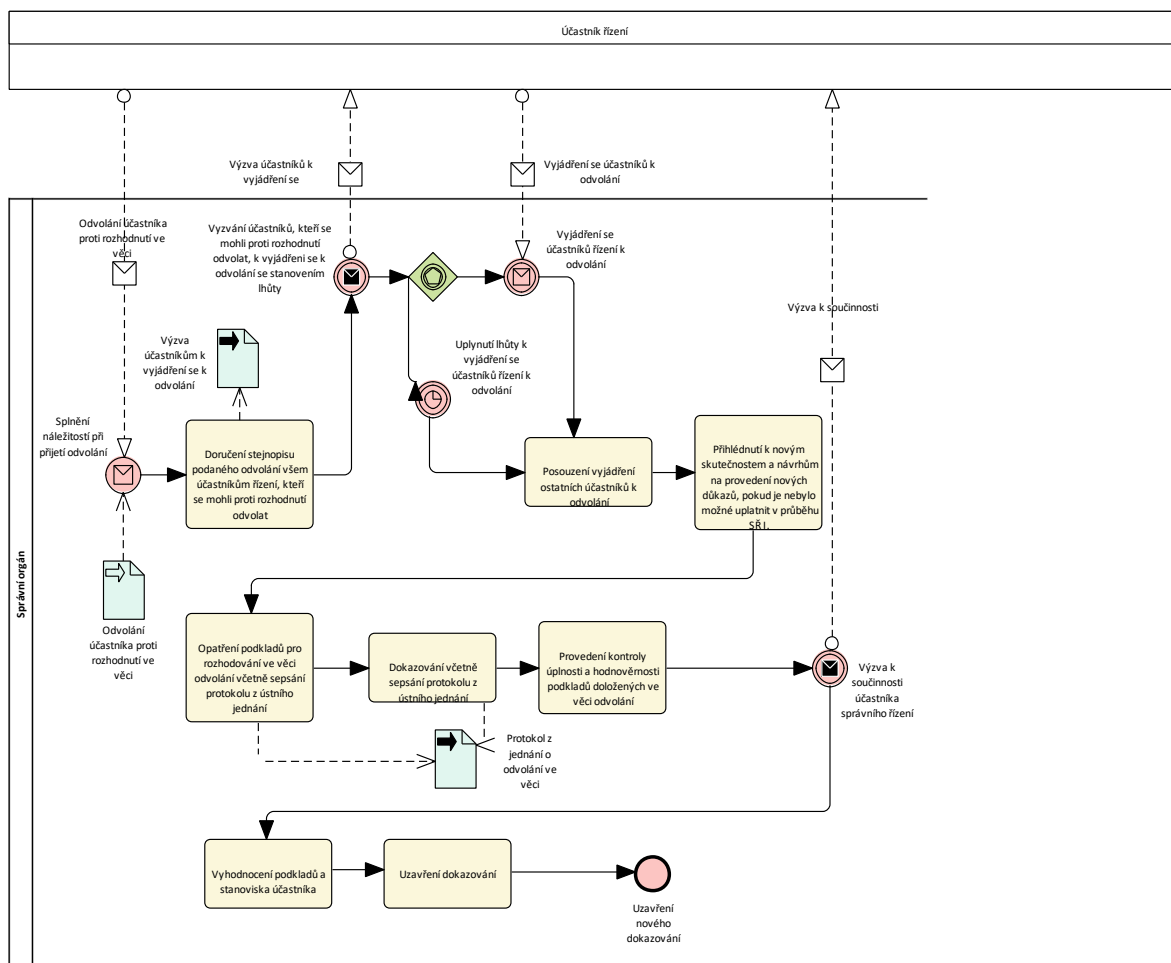 Účastník řízení
Výzva účastníků k
vyjádření se
Vyjádření se účastníků k
odvolání
Odvolání účastníka
proti rozhodnutí ve
věci
Vyzvání účastníků, kteří se
mohli proti rozhodnutí
odvolat, k vyjádření se k
odvolání se stanovením
lhůty
Vyjádření se
účastníků řízení k
odvolání
Výzva k součinnosti
Výzva
účastníkům k
vyjádření se k
odvolání
Uplynutí lhůty k
vyjádření se
účastníků řízení k
odvolání
Splnění
náležitostí při
přijetí odvolání
Doručení stejnopisu
podaného odvolání všem
účastníkům řízení, kteří
se mohli proti rozhodnutí
odvolat
Posouzení vyjádření
ostatních účastníků k
odvolání
Přihlédnutí k novým
skutečnostem a návrhům
na provedení nových
důkazů, pokud je nebylo
možné uplatnit v průběhu
SŘ I.
Správní orgán
Odvolání
účastníka proti
rozhodnutí ve
věci
Opatření podkladů pro
rozhodování ve věci
odvolání včetně sepsání
protokolu z ústního
jednání
Dokazování včetně
sepsání protokolu z
ústního jednání
Provedení kontroly
úplnosti a hodnověrnosti
podkladů doložených ve
věci odvolání
Výzva k
součinnosti
účastníka
správního řízení
Protokol z
jednání o
odvolání ve
věci
Vyhodnocení podkladů a
stanoviska účastníka
Uzavření dokazování
Uzavření
nového
dokazování